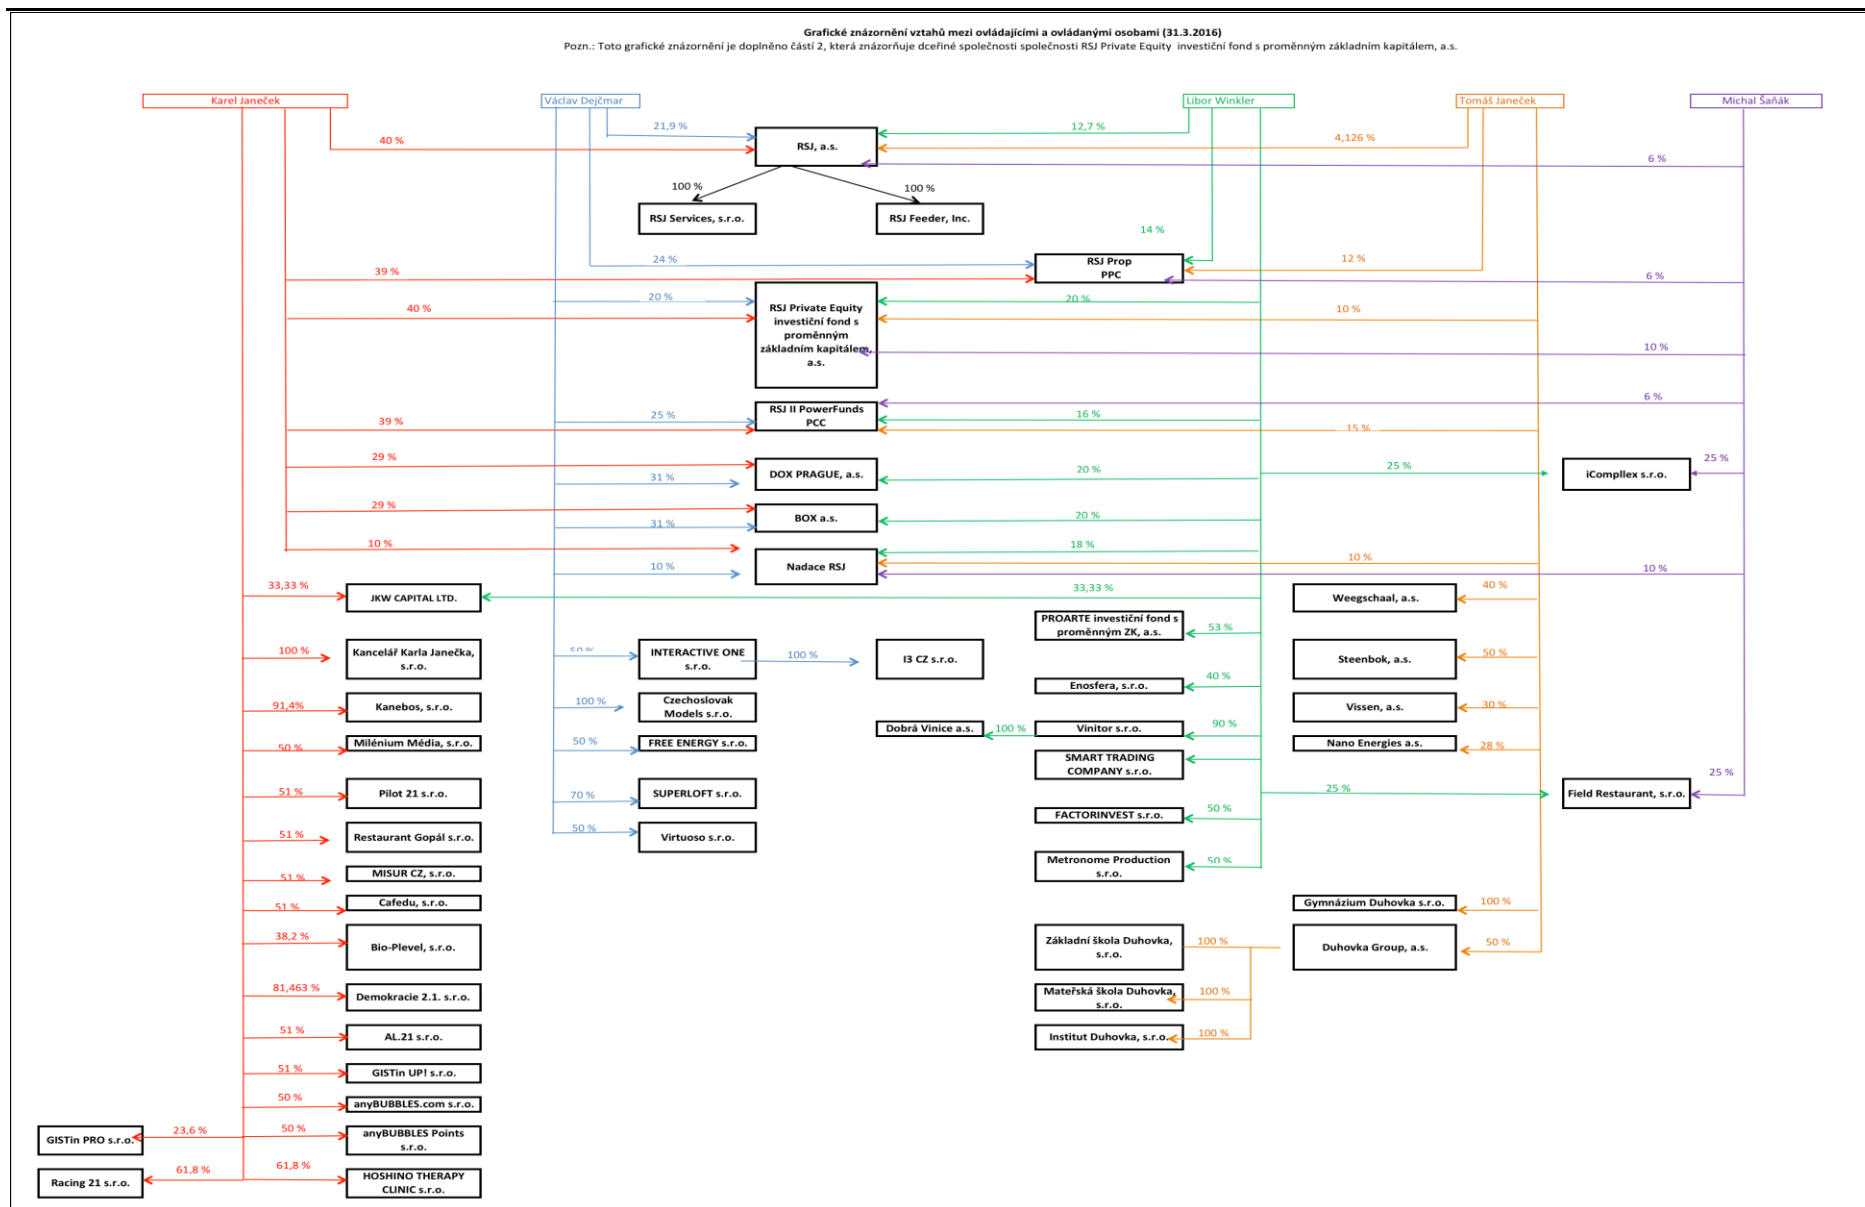 Grafické znázornění vztahů mezi ovládajícími a ovládanými osobami (31.3.2016)
Pozn.: Toto grafické znázornění je doplněno částí 2, která znázorňuje dceřiné společnosti společnosti RSJ Private Equity investiční fond s proměnným základním kapitálem, a.s.
Karel Janeček
Václav Dejčmar
Libor Winkler
Tomáš Janeček
Michal Šaňák
21,9 %
12,7 %
40 %
RSJ, a.s.
4,126 %
6 %
100 %
100 %
RSJ Services, s.r.o.
RSJ Feeder, Inc.
14 %
24 %
39 %
RSJ Prop
PPC
12 %
6 %
20 %
40 %
RSJ Private Equity
investiční fond s
proměnným
základním kapitálem,
a.s.
20 %
10 %
10 %
25 %
39 %
RSJ II PowerFunds
PCC
6 %
16 %
15 %
29 %
31 %
DOX PRAGUE, a.s.
20 %
25 %
iCompllex s.r.o.
25 %
29 %
31 %
BOX a.s.
20 %
10 %
10 %
Nadace RSJ
18 %
10 %
10 %
33,33 %
JKW CAPITAL LTD.
33,33 %
Weegschaal, a.s.
40 %
PROARTE investiční fond s
proměnným ZK, a.s.
53 %
100 %
Kancelář Karla Janečka,
s.r.o.
50 %
INTERACTIVE ONE
s.r.o.
100 %
I3 CZ s.r.o.
Steenbok, a.s.
50 %
Enosfera, s.r.o.
40 %
91,4%
Kanebos, s.r.o.
100 %
Czechoslovak
Models s.r.o.
Vissen, a.s.
30 %
Dobrá Vinice a.s.
100 %
Vinitor s.r.o.
90 %
50 %
Milénium Média, s.r.o.
50 %
FREE ENERGY s.r.o.
Nano Energies a.s.
28 %
SMART TRADING
COMPANY s.r.o.
51 %
Pilot 21 s.r.o.
70 %
SUPERLOFT s.r.o.
25 %
Field Restaurant, s.r.o.
25 %
FACTORINVEST s.r.o.
50 %
51 %
Restaurant Gopál s.r.o.
50 %
Virtuoso s.r.o.
Metronome Production
s.r.o.
50 %
51 %
MISUR CZ, s.r.o.
51 %
Cafedu, s.r.o.
Gymnázium Duhovka s.r.o.
100 %
38,2 %
Bio-Plevel, s.r.o.
Základní škola Duhovka,
s.r.o.
100 %
Duhovka Group, a.s.
50 %
81,463 %
Demokracie 2.1. s.r.o.
Mateřská škola Duhovka,
s.r.o.
100 %
51 %
AL.21 s.r.o.
Institut Duhovka, s.r.o.
100 %
51 %
GISTin UP! s.r.o.
50 %
anyBUBBLES.com s.r.o.
GISTin PRO s.r.o.
23,6 %
50 %
anyBUBBLES Points
s.r.o.
Racing 21 s.r.o.
61,8 %
61,8 %
HOSHINO THERAPY
CLINIC s.r.o.